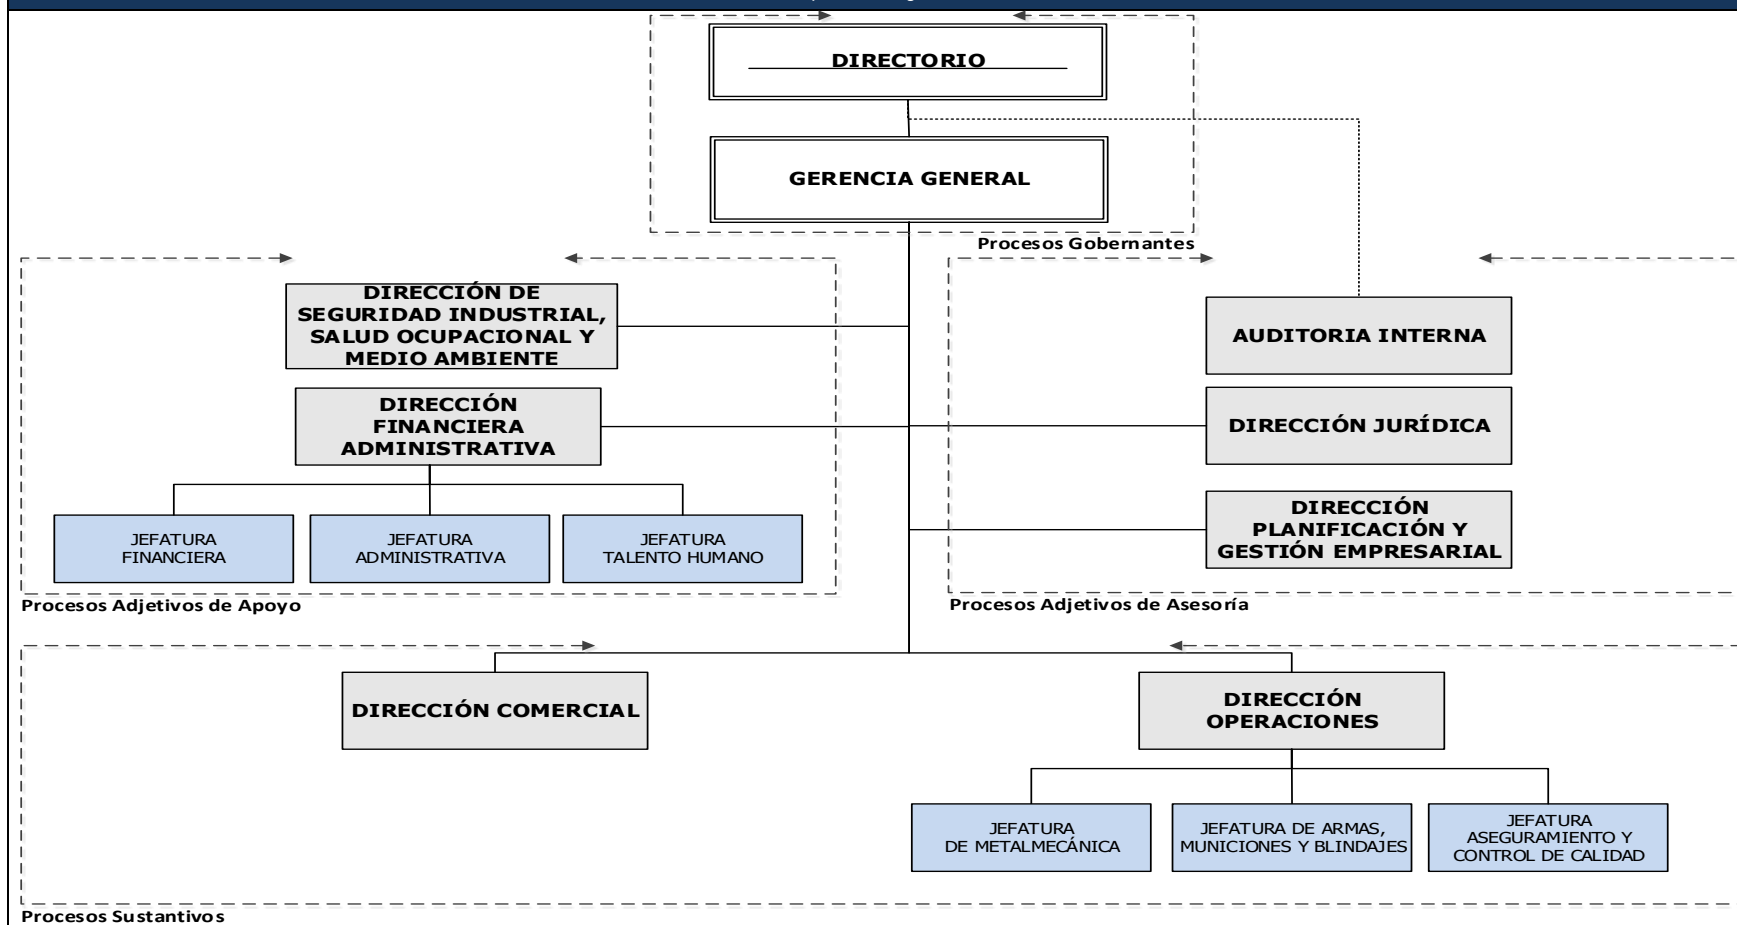 DIRECTORIO
GERENCIA GENERAL
Procesos Gobernantes
DIRECCIÓN DE
SEGURIDAD INDUSTRIAL,
SALUD OCUPACIONAL Y
MEDIO AMBIENTE
AUDITORIA INTERNA
DIRECCIÓN
FINANCIERA
ADMINISTRATIVA
DIRECCIÓN JURÍDICA
DIRECCIÓN
PLANIFICACIÓN Y
GESTIÓN EMPRESARIAL
JEFATURA
FINANCIERA
JEFATURA
ADMINISTRATIVA
JEFATURA
TALENTO HUMANO
Procesos Adjetivos de Apoyo
Procesos Adjetivos de Asesoría
DIRECCIÓN COMERCIAL
DIRECCIÓN
OPERACIONES
JEFATURA
DE METALMECÁNICA
JEFATURA DE ARMAS,
MUNICIONES Y BLINDAJES
JEFATURA
ASEGURAMIENTO Y
CONTROL DE CALIDAD
Procesos Sustantivos